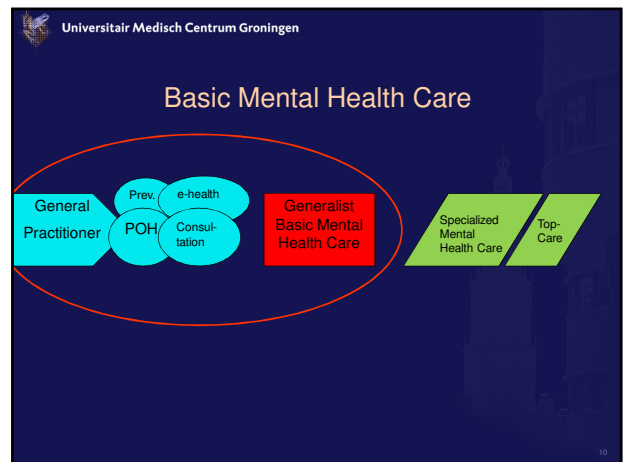 Universitair Medisch Centrum Groningen
Basic Mental Health Care
General
Practitioner
Prev.
e-health
POH
Consul-
tation
Generalist
Basic Mental
Health Care
Specialized
Mental
Health Care
Top-
Care
10